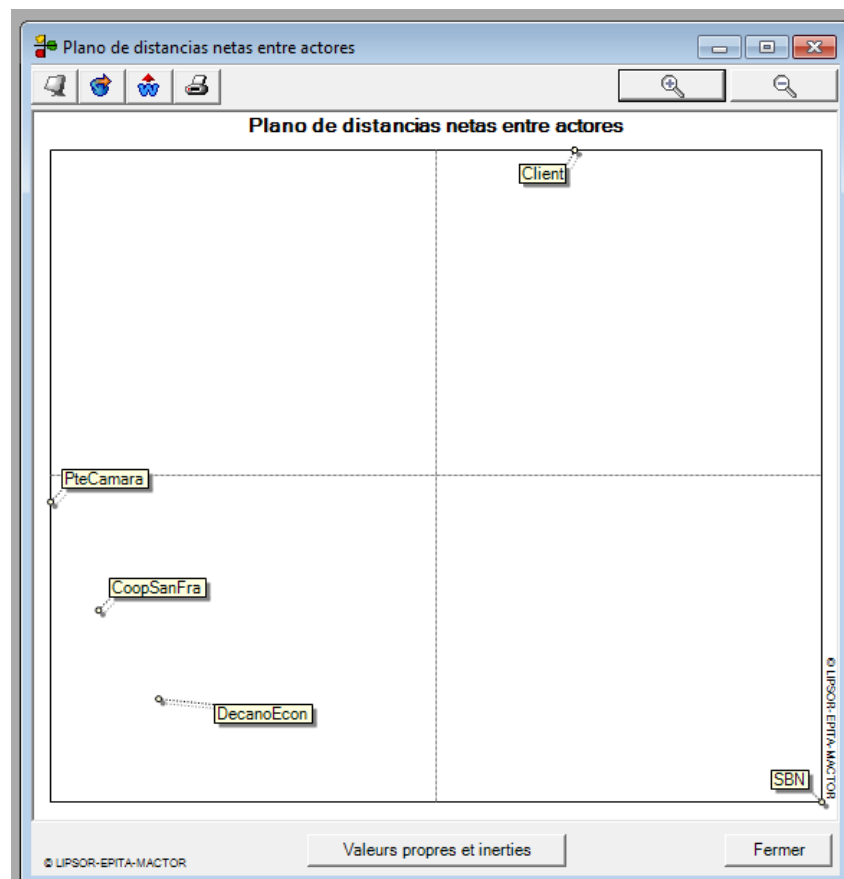 Plano de distancias netas entre actores
Plano de distancias netas entre actores
Client
PteCamara
CoopSanFra
DecanoEcon
SBN
© LIPSOR-EPITA-MACTOR
© LIPSOR-EPITA-MACTOR
Valeurs propres et inerties
Fermer